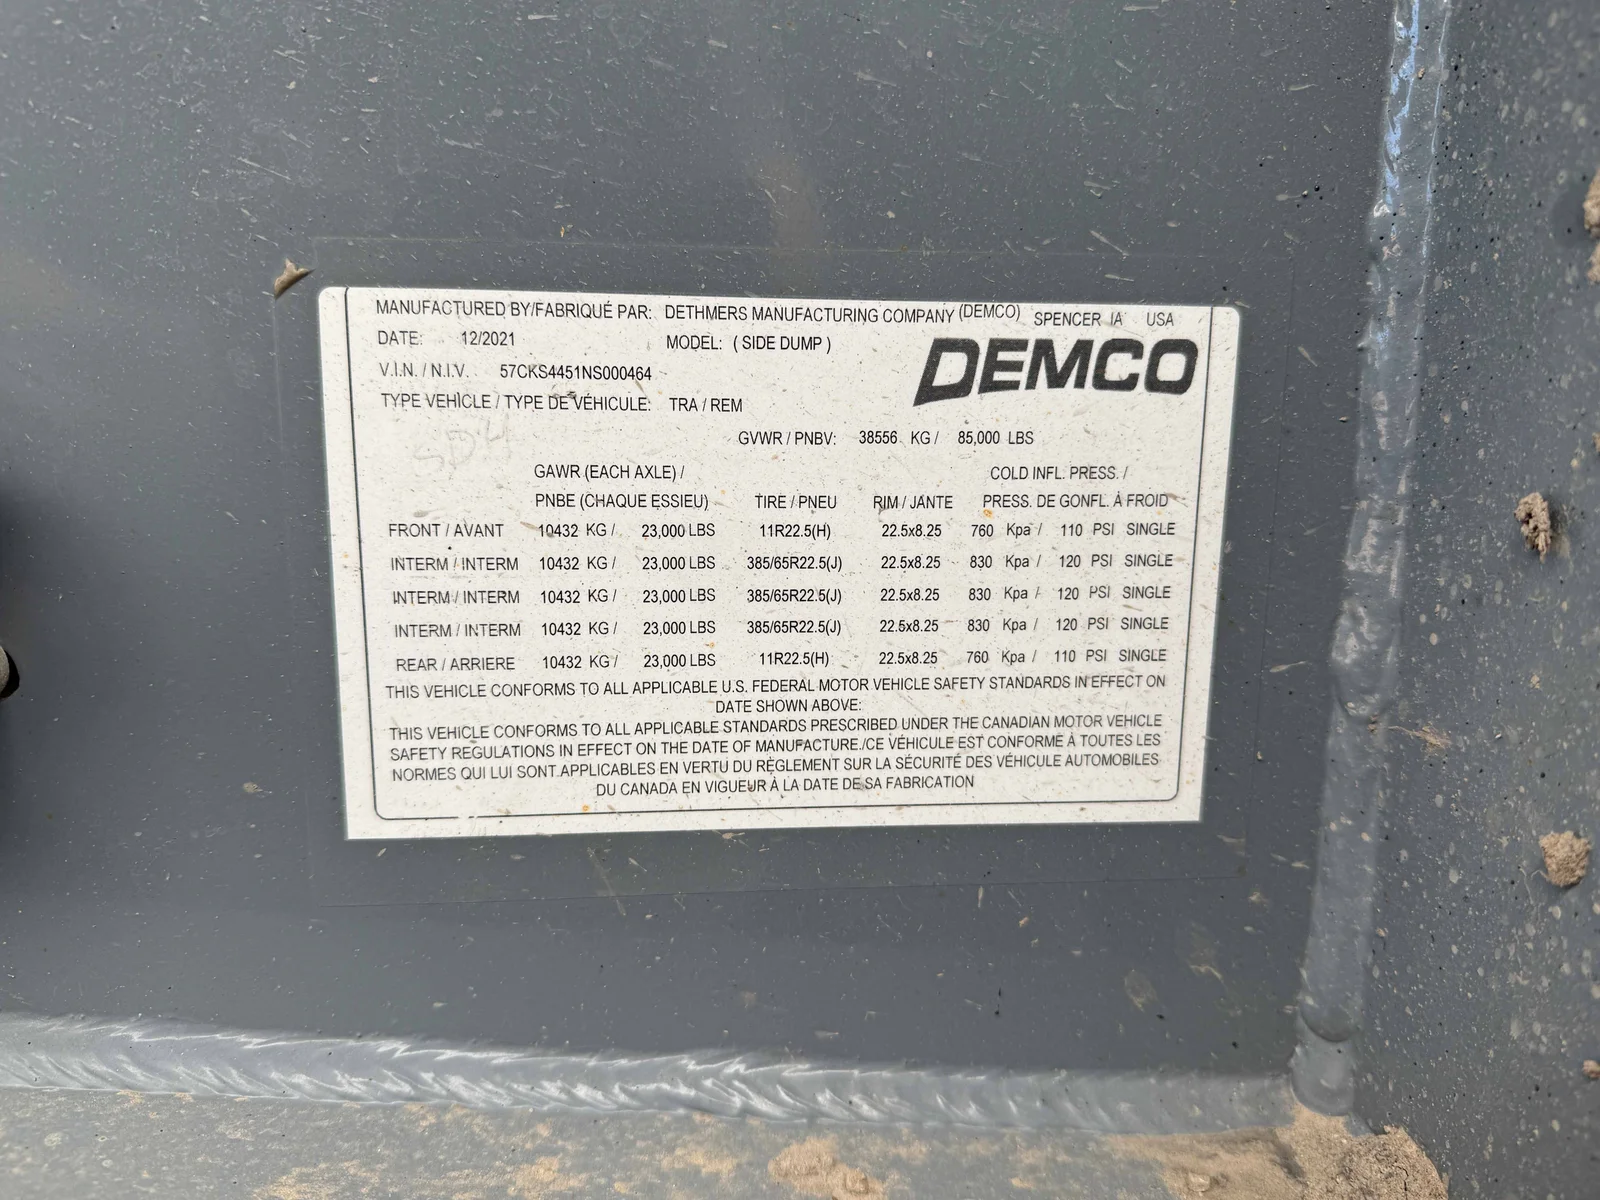 MANUFACTURED BY/FABRIQUÉ PAR: DETHMERS MANUFACTURING COMPANY (DEMCO) SPENCER IA USA
DATE: 12/2021 MODEL: ( SIDE DUMP )
DEMCO
V.I.N. / N.I.V. 57CKS4451NS000464
TYPE VEHICLE / TYPE DE VÉHICULE: TRA / REM
SDH
GVWR / PNBV: 38556 KG / 85,000 LBS
GAWR (EACH AXLE) / COLD INFL. PRESS. /
PNBE (CHAQUE ESSIEU) TIRE / PNEU RIM / JANTE PRESS. DE GONFL. À FROID
FRONT / AVANT 10432 KG / 23,000 LBS 11R22.5(H) 22.5x8.25 760 Kpa / 110 PSI SINGLE
INTERM / INTERM 10432 KG / 23,000 LBS 385/65R22.5(J) 22.5x8.25 830 Kpa / 120 PSI SINGLE
INTERM / INTERM 10432 KG / 23,000 LBS 385/65R22.5(J) 22.5x8.25 830 Kpa / 120 PSI SINGLE
INTERM / INTERM 10432 KG / 23,000 LBS 385/65R22.5(J) 22.5x8.25 830 Kpa / 120 PSI SINGLE
REAR / ARRIERE 10432 KG / 23,000 LBS 11R22.5(H) 22.5x8.25 760 Kpa / 110 PSI SINGLE
THIS VEHICLE CONFORMS TO ALL APPLICABLE U.S. FEDERAL MOTOR VEHICLE SAFETY STANDARDS IN EFFECT ON
DATE SHOWN ABOVE:
THIS VEHICLE CONFORMS TO ALL APPLICABLE STANDARDS PRESCRIBED UNDER THE CANADIAN MOTOR VEHICLE
SAFETY REGULATIONS IN EFFECT ON THE DATE OF MANUFACTURE./CE VÉHICULE EST CONFORME À TOUTES LES
NORMES QUI LUI SONT APPLICABLES EN VERTU DU RÈGLEMENT SUR LA SÉCURITÉ DES VÉHICULE AUTOMOBILES
DU CANADA EN VIGUEUR À LA DATE DE SA FABRICATION